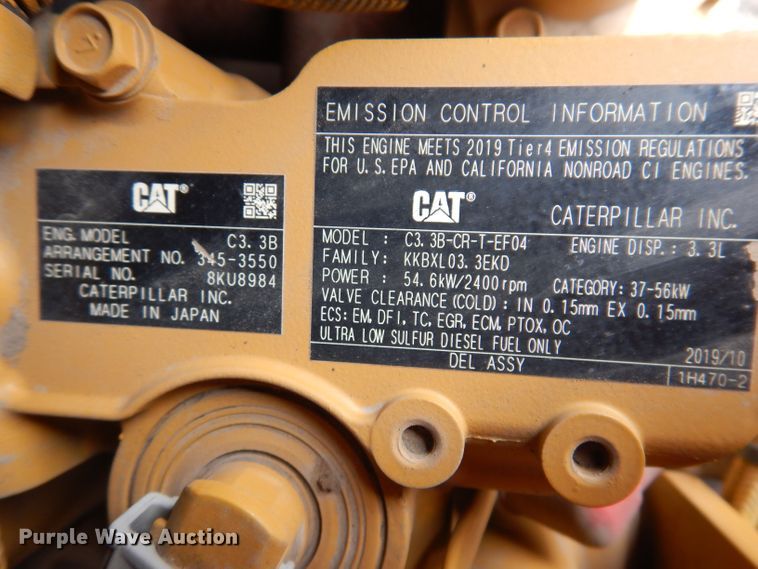 CAT®
ENG. MODEL C3.3B
ARRANGEMENT NO. 345-3550
SERIAL NO. 8KU8984
CATERPILLAR INC.
MADE IN JAPAN
EMISSION CONTROL INFORMATION
THIS ENGINE MEETS 2019 Tier4 EMISSION REGULATIONS
FOR U.S. EPA AND CALIFORNIA NONROAD CI ENGINES.
CAT® CATERPILLAR INC.
MODEL : C3.3B-CR-T-EF04 ENGINE DISP.: 3.3L
FAMILY: KKBXL03.3EKD
POWER : 54.6kW/2400rpm CATEGORY: 37-56kW
VALVE CLEARANCE(COLD): IN 0.15mm EX 0.15mm
ECS: EM, DFI, TC, EGR, ECM, PTOX, OC
ULTRA LOW SULFUR DIESEL FUEL ONLY
2019/10
DEL ASSY
1H470-2
Purple Wave Auction®